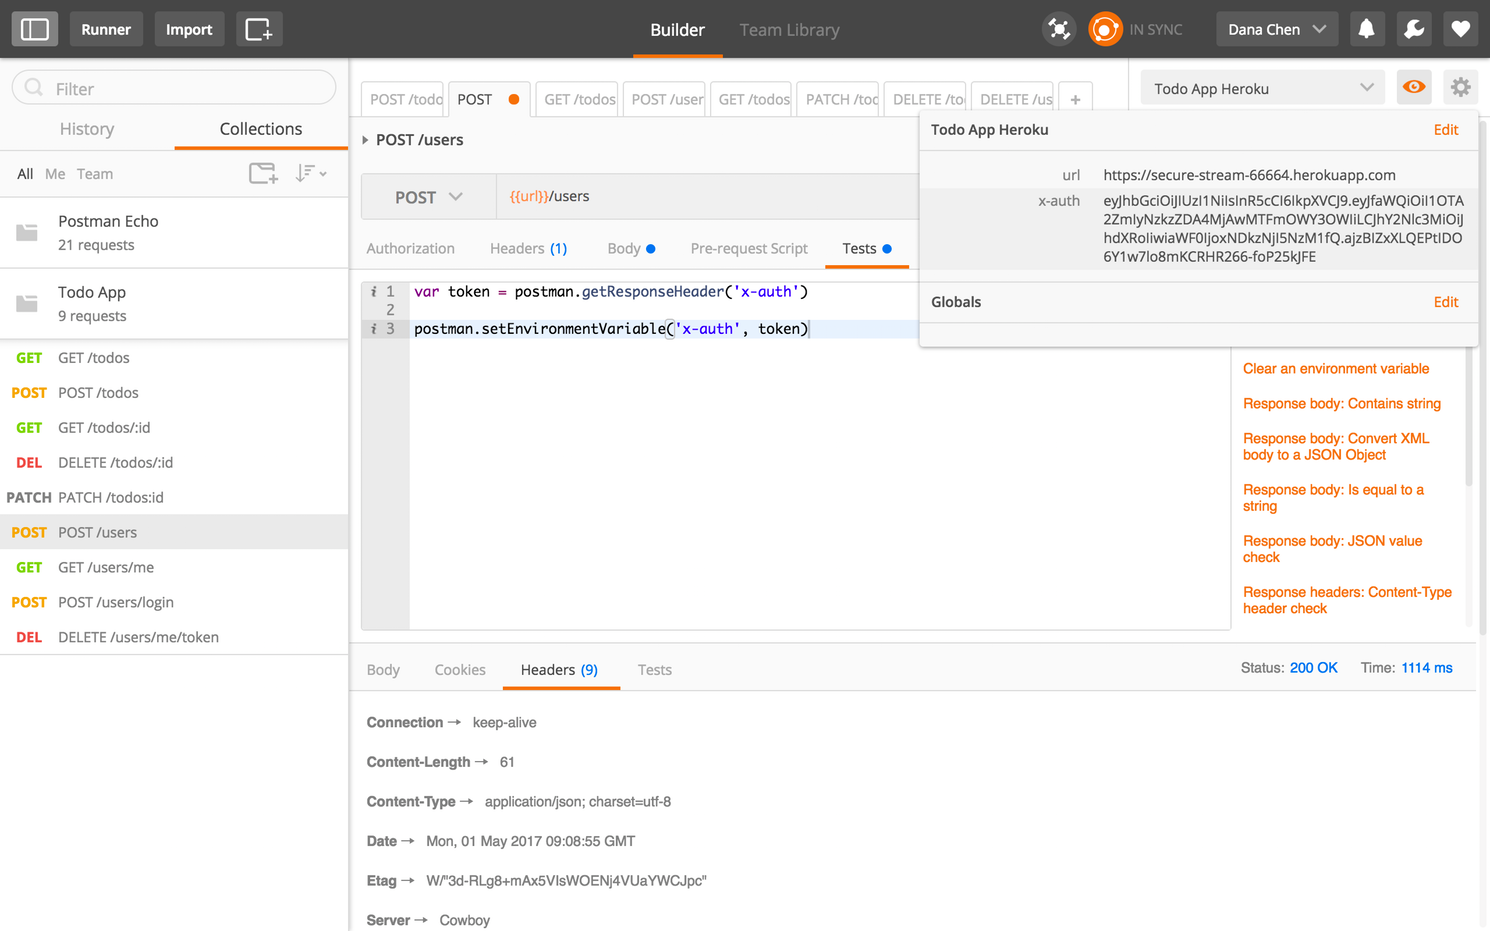 Runner
Import
Builder
Team Library
IN SYNC
Dana Chen
Filter
History
Collections
All Me Team
Postman Echo
21 requests
Todo App
9 requests
GET GET /todos
POST POST /todos
GET GET /todos/:id
DEL DELETE /todos/:id
PATCH PATCH /todos:id
POST POST /users
GET GET /users/me
POST POST /users/login
DEL DELETE /users/me/token
POST /todo
POST
GET /todos
POST /user
GET /todos
PATCH /tod
DELETE /to
DELETE /us
+
Todo App Heroku
POST /users
POST
{{url}}/users
Authorization
Headers (1)
Body
Pre-request Script
Tests
i 1 var token = postman.getResponseHeader('x-auth')
2
i 3 postman.setEnvironmentVariable('x-auth', token)
Todo App Heroku
Edit
url https://secure-stream-66664.herokuapp.com
x-auth eyJhbGciOiJIUzI1NiIsInR5cCI6IkpXVCJ9.eyJfaWQiOiI1OTA
2ZmIyNzkzZDA4MjAwMTFmOWY3OWIiLCJhY2Nlc3MiOiJ
hdXRoIiwiaWF0IjoxNDkzNjI5NzM1fQ.ajzBIZxXLQEPtIDO
6Y1w7lo8mKCRHR266-foP25kJFE
Globals
Edit
Clear an environment variable
Response body: Contains string
Response body: Convert XML
body to a JSON Object
Response body: Is equal to a
string
Response body: JSON value
check
Response headers: Content-Type
header check
Body
Cookies
Headers (9)
Tests
Status: 200 OK
Time: 1114 ms
Connection → keep-alive
Content-Length → 61
Content-Type → application/json; charset=utf-8
Date → Mon, 01 May 2017 09:08:55 GMT
Etag → W/"3d-RLg8+mAx5VIsWOENj4VUaYWCJpc"
Server → Cowboy